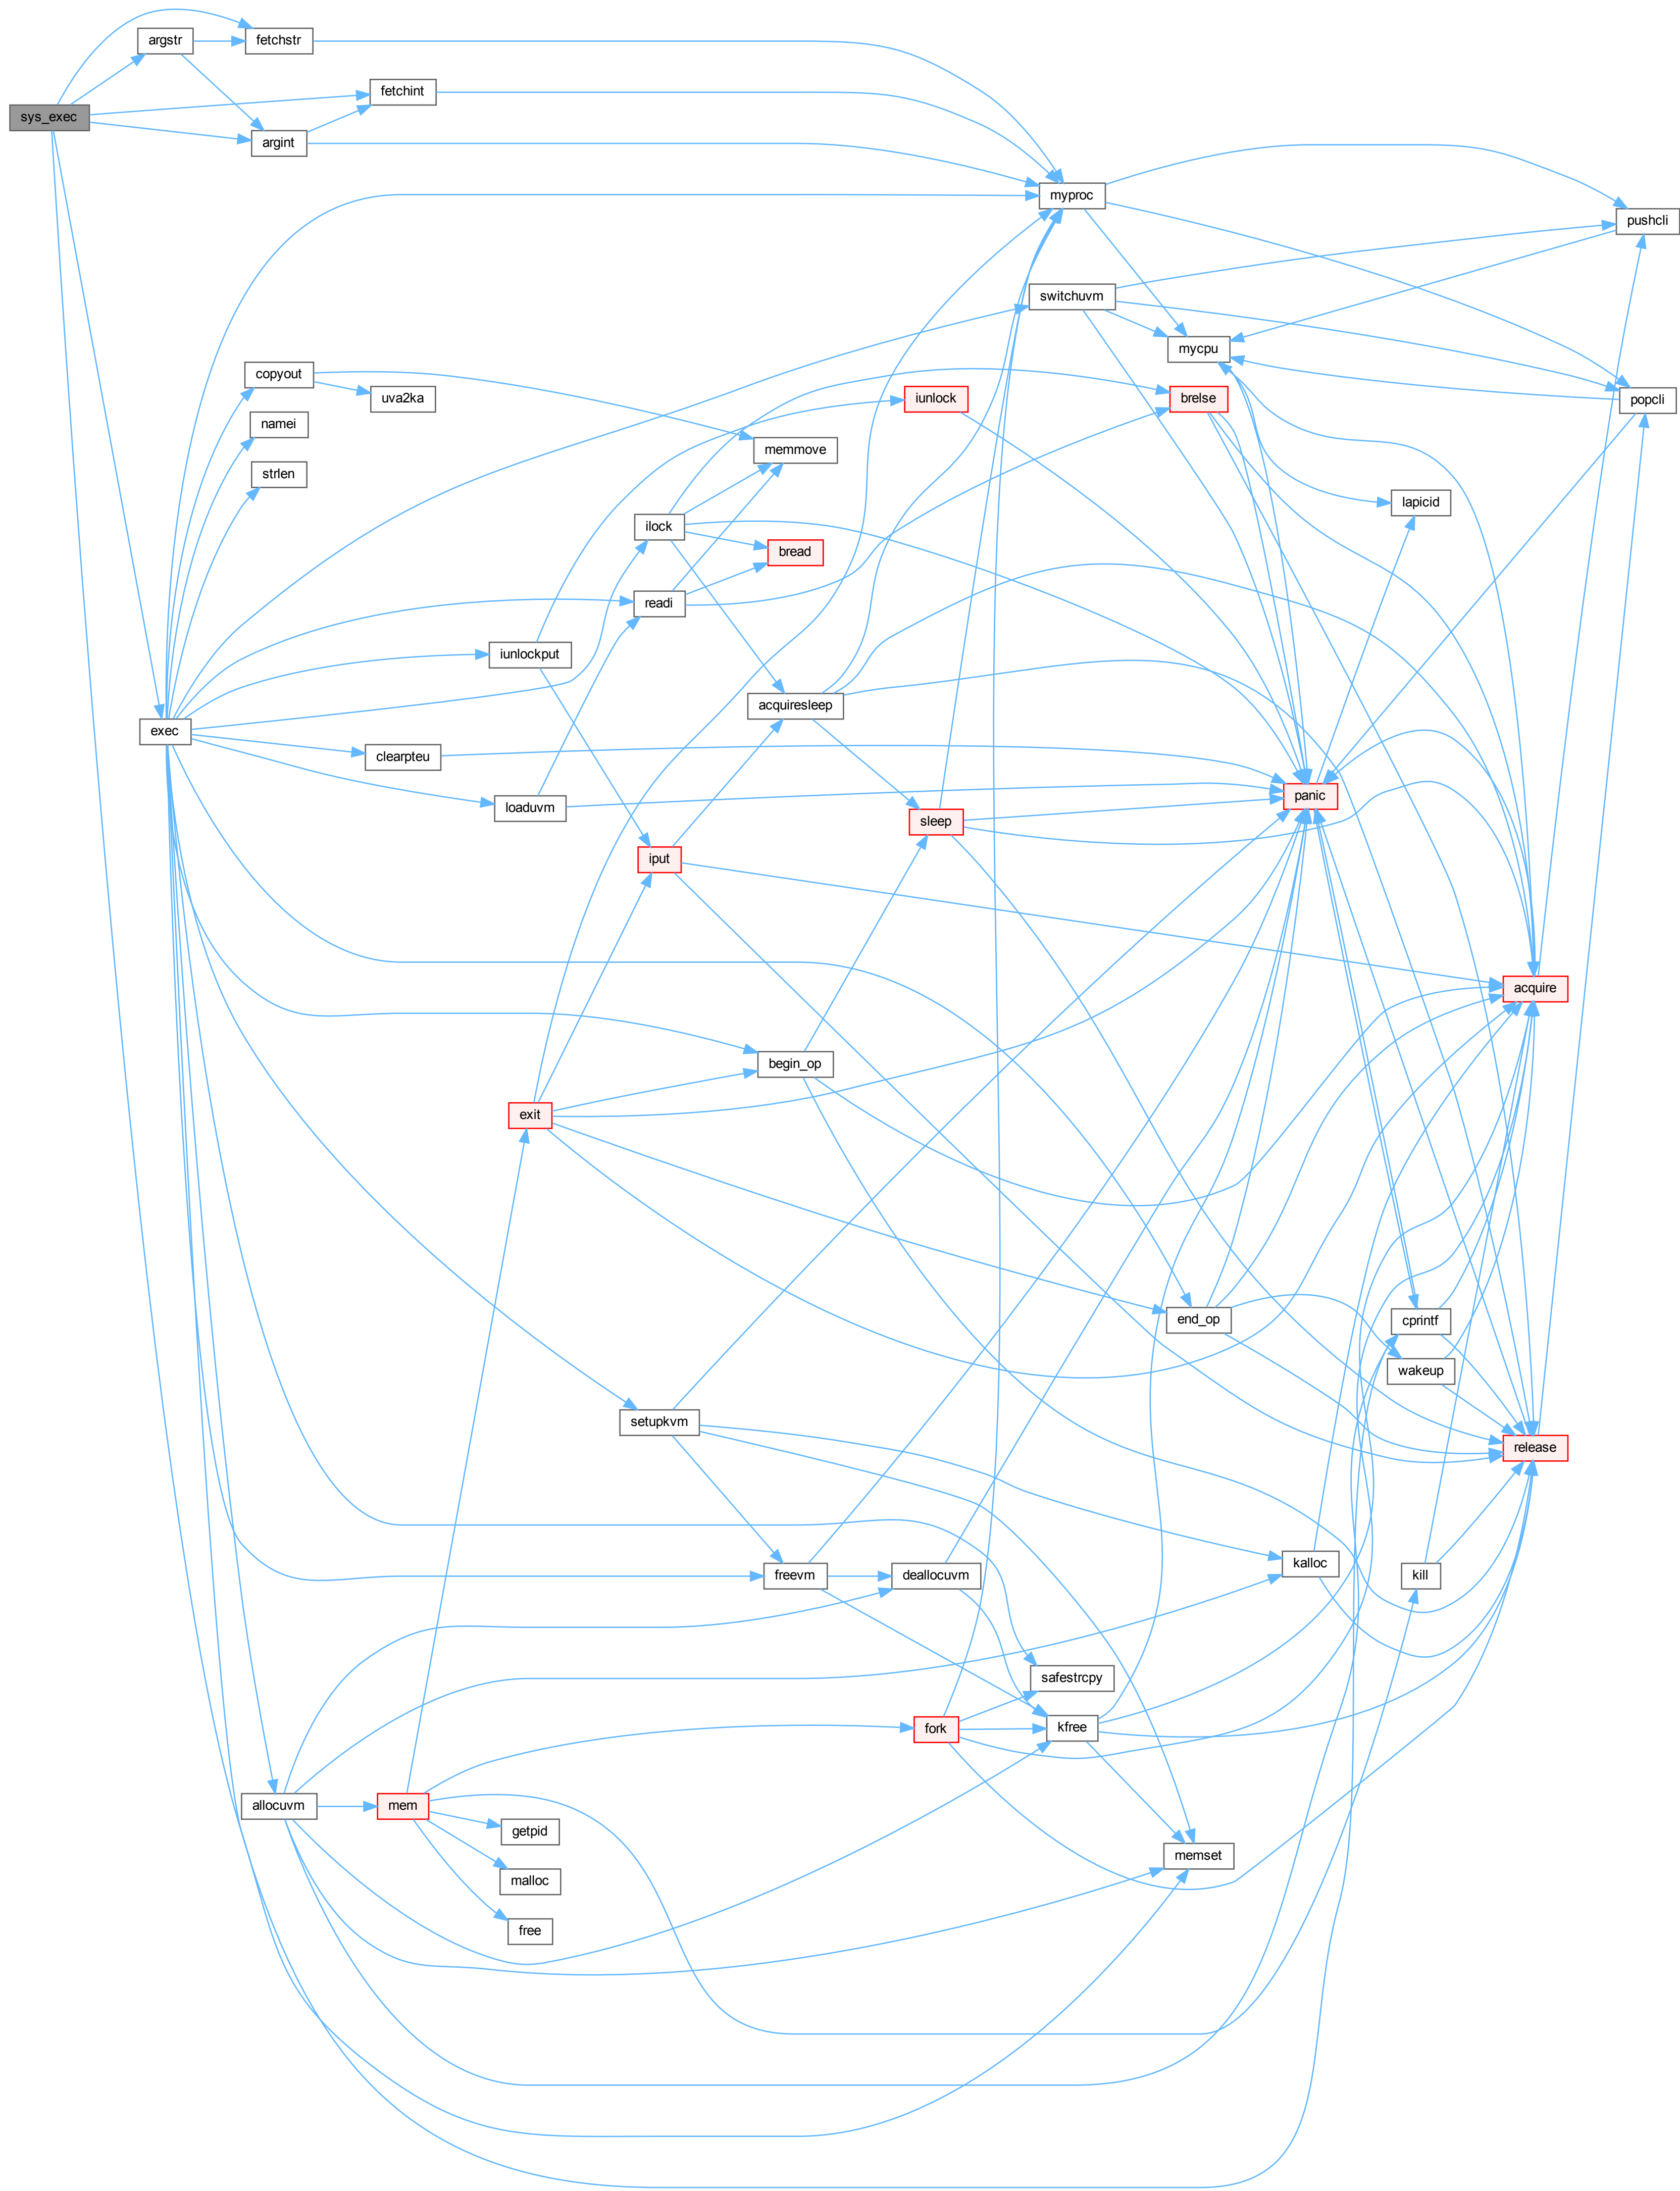 argstr
fetchstr
fetchint
sys_exec
argint
myproc
pushcli
switchuvm
mycpu
copyout
uva2ka
iunlock
brelse
popcli
namei
memmove
strlen
lapicid
ilock
bread
readi
iunlockput
acquiresleep
exec
clearpteu
panic
loaduvm
sleep
iput
acquire
begin_op
exit
end_op
cprintf
wakeup
setupkvm
release
kalloc
freevm
deallocuvm
kill
safestrcpy
fork
kfree
allocuvm
mem
getpid
memset
malloc
free